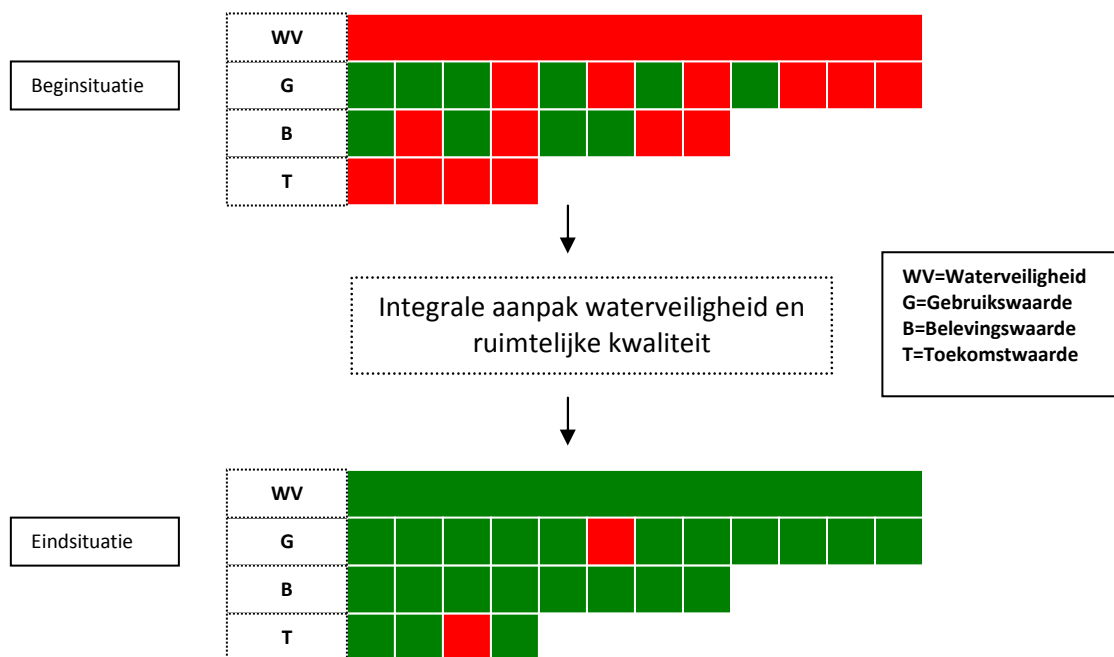 WV
Beginsituatie
G
B
T
Integrale aanpak waterveiligheid en
ruimtelijke kwaliteit
WV=Waterveiligheid
G=Gebruikswaarde
B=Belevingswaarde
T=Toekomstwaarde
WV
Eindsituatie
G
B
T